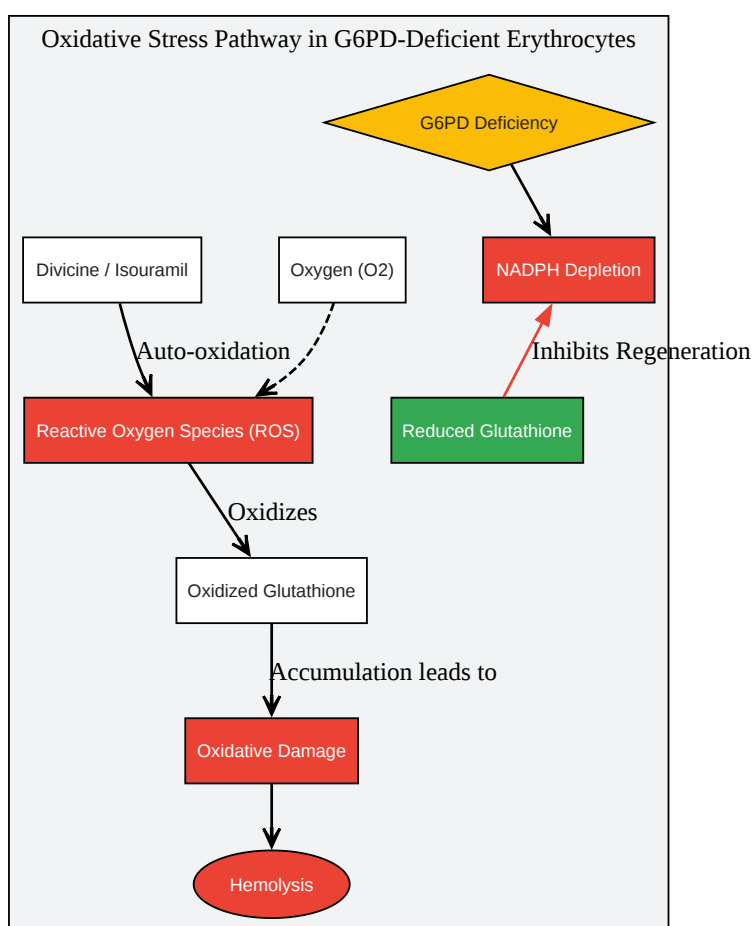 Oxidative Stress Pathway in G6PD-Deficient Erythrocytes
G6PD Deficiency
Divicine / Isouramil
Oxygen (O2)
NADPH Depletion
Auto-oxidation
Inhibits Regeneration
Reactive Oxygen Species (ROS)
Reduced Glutathione
Oxidizes
Oxidized Glutathione
Accumulation leads to
Oxidative Damage
Hemolysis